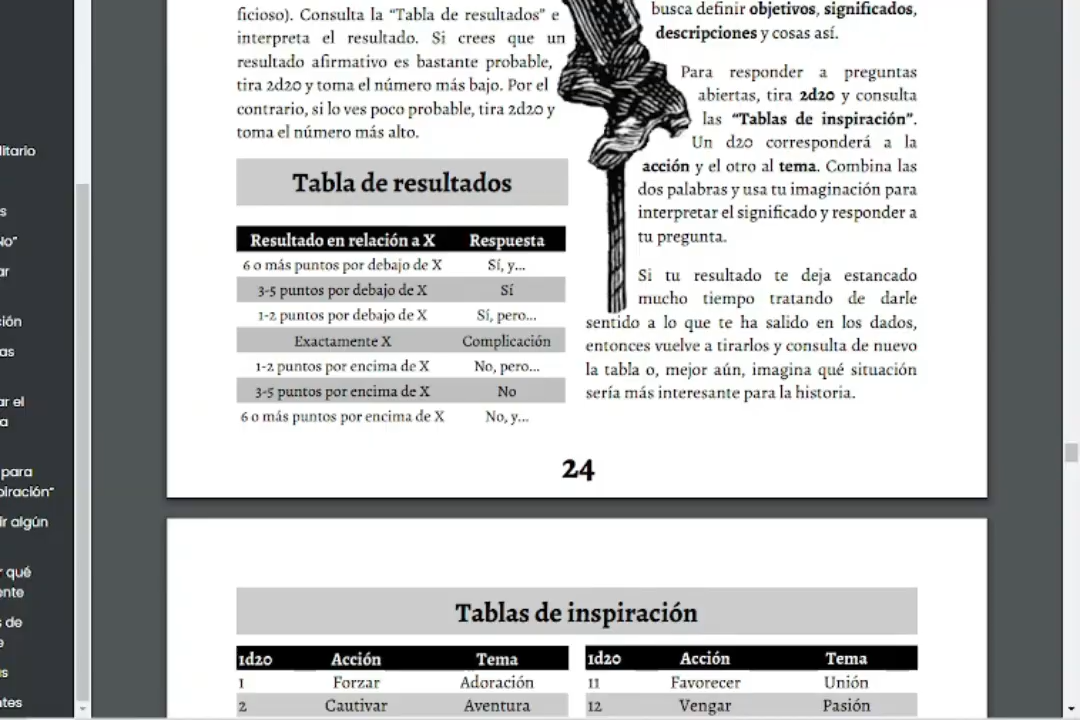 litario
s
No"
ar
ción
as
ar el
a
para
piración"
ir algún
r qué
ente
s de
e
as
ntes
ficioso). Consulta la “Tabla de resultados” e
interpreta el resultado. Si crees que un
resultado afirmativo es bastante probable,
tira 2d20 y toma el número más bajo. Por el
contrario, si lo ves poco probable, tira 2d20 y
toma el número más alto.
Tabla de resultados
Resultado en relación a X Respuesta
6 o más puntos por debajo de X Sí, y...
3-5 puntos por debajo de X Sí
1-2 puntos por debajo de X Sí, pero...
Exactamente X Complicación
1-2 puntos por encima de X No, pero...
3-5 puntos por encima de X No
6 o más puntos por encima de X No, y...
busca definir objetivos, significados,
descripciones y cosas así.
Para responder a preguntas
abiertas, tira 2d20 y consulta
las “Tablas de inspiración”.
Un d20 corresponderá a la
acción y el otro al tema. Combina las
dos palabras y usa tu imaginación para
interpretar el significado y responder a
tu pregunta.
Si tu resultado te deja estancado
mucho tiempo tratando de darle
sentido a lo que te ha salido en los dados,
entonces vuelve a tirarlos y consulta de nuevo
la tabla o, mejor aún, imagina qué situación
sería más interesante para la historia.
24
Tablas de inspiración
1d20 Acción Tema
1 Forzar Adoración
2 Cautivar Aventura
1d20 Acción Tema
11 Favorecer Unión
12 Vengar Pasión